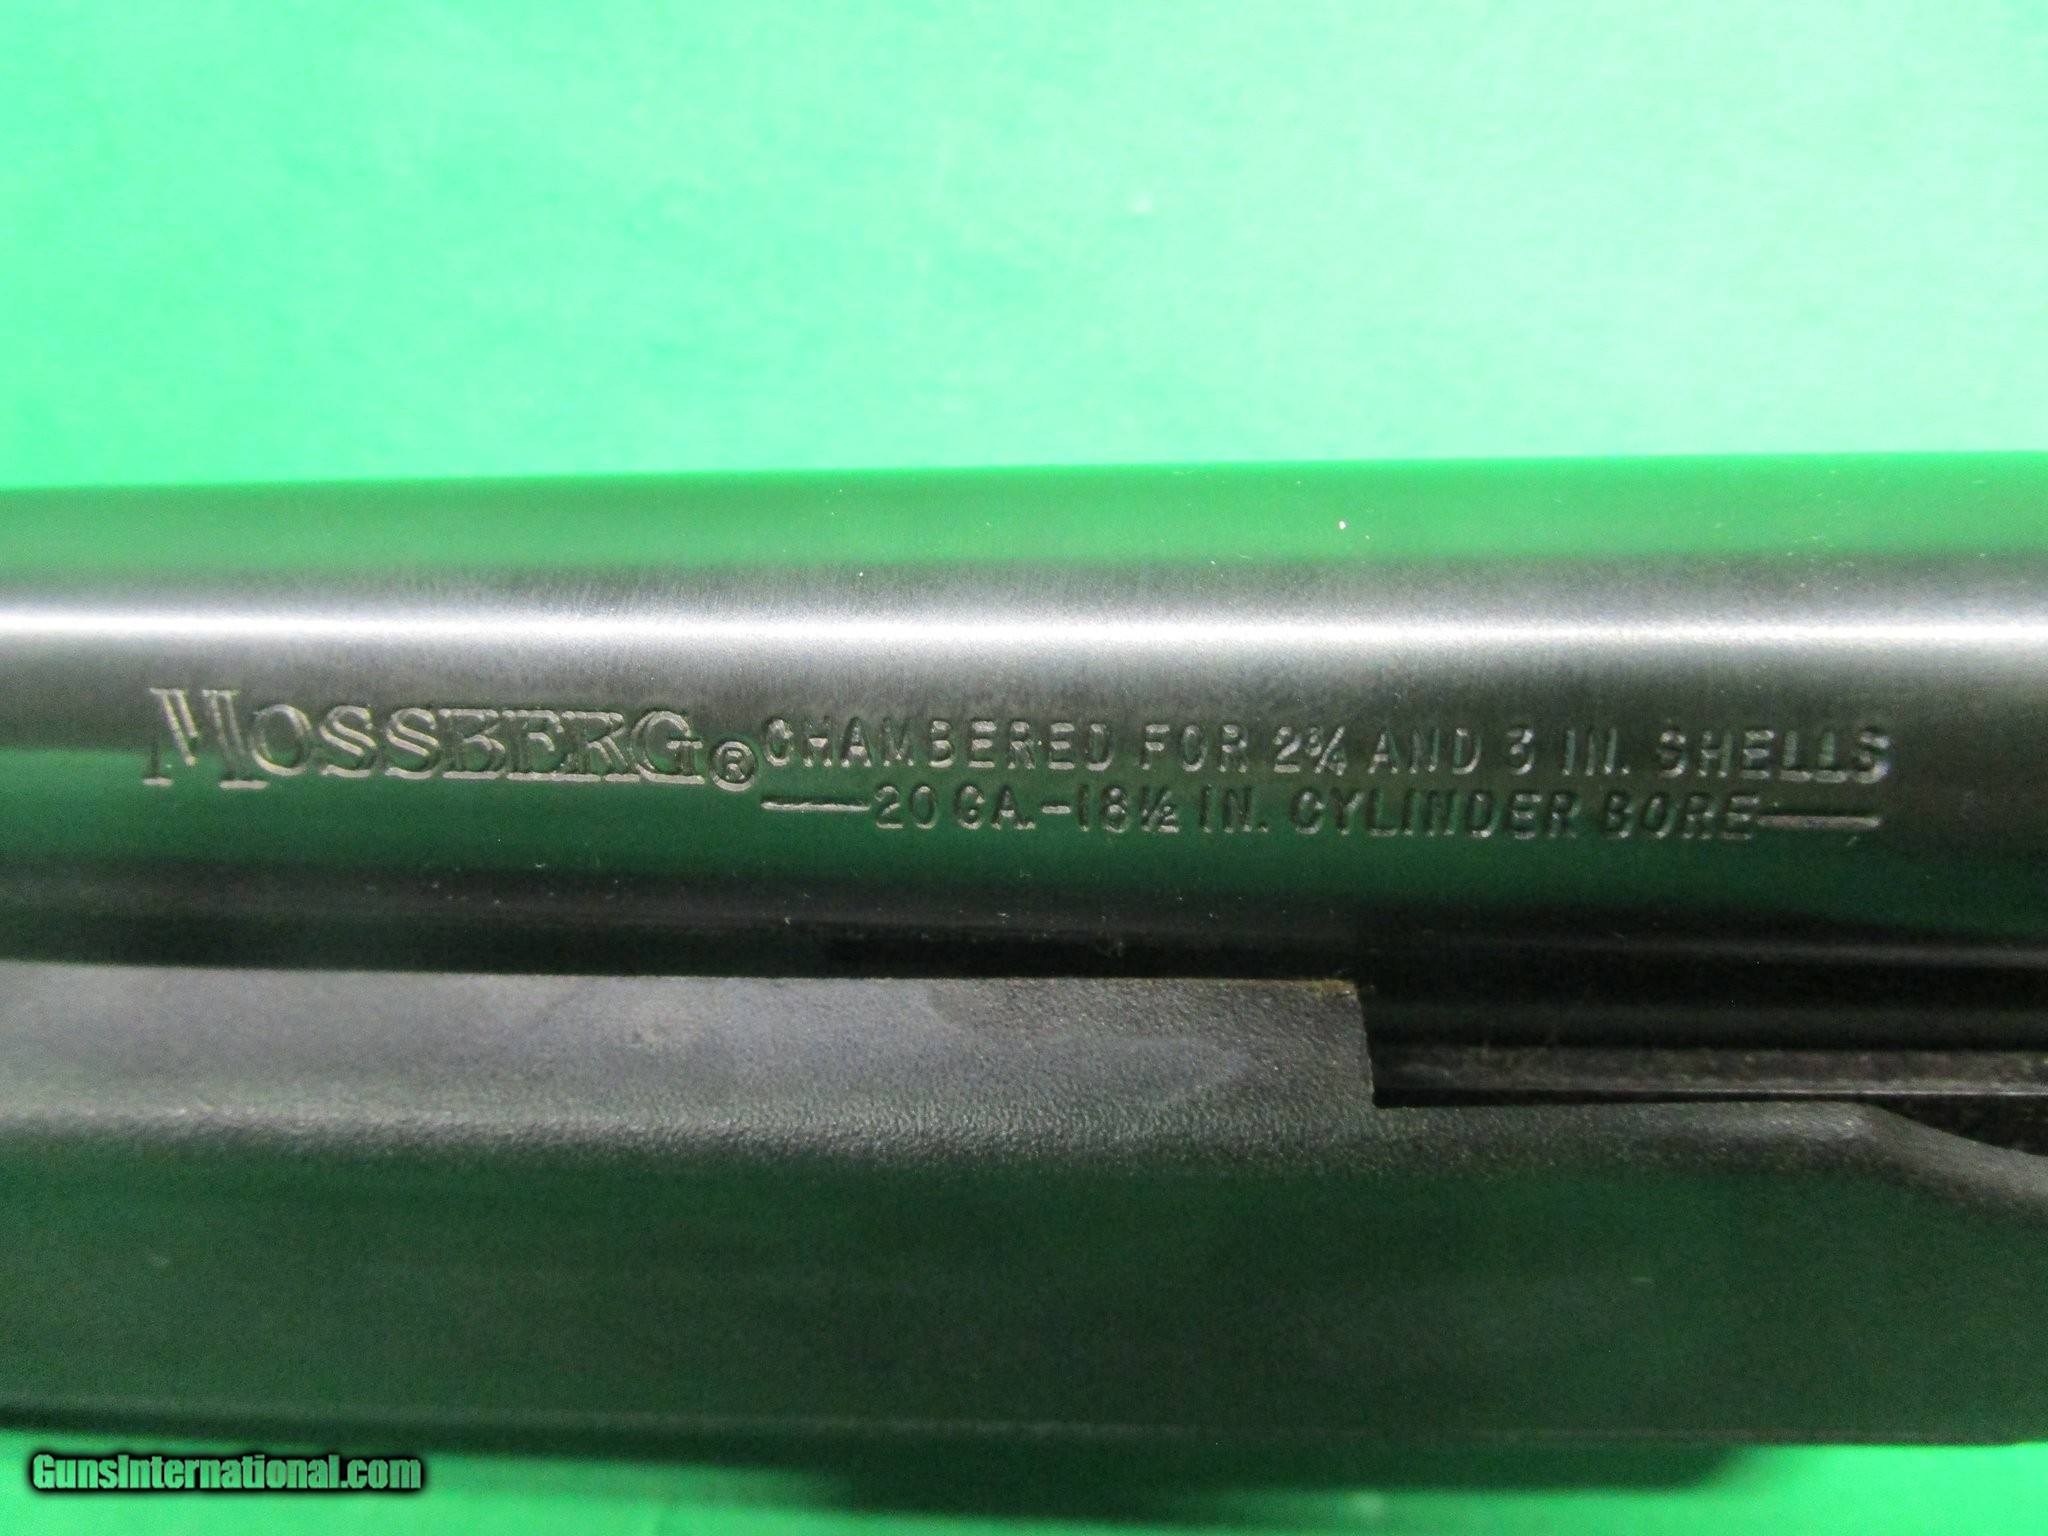 MOSSBERG® CHAMBERED FOR 2¾ AND 3 IN. SHELLS
20 GA.-18½ IN. CYLINDER BORE
GunsInternational.com